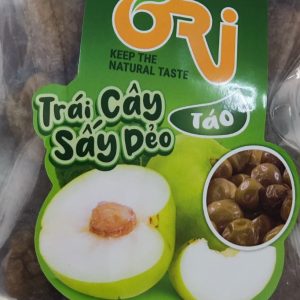 ORi
KEEP THE
NATURAL TASTE
Trái Cây
Sấy Dẻo
TÁO